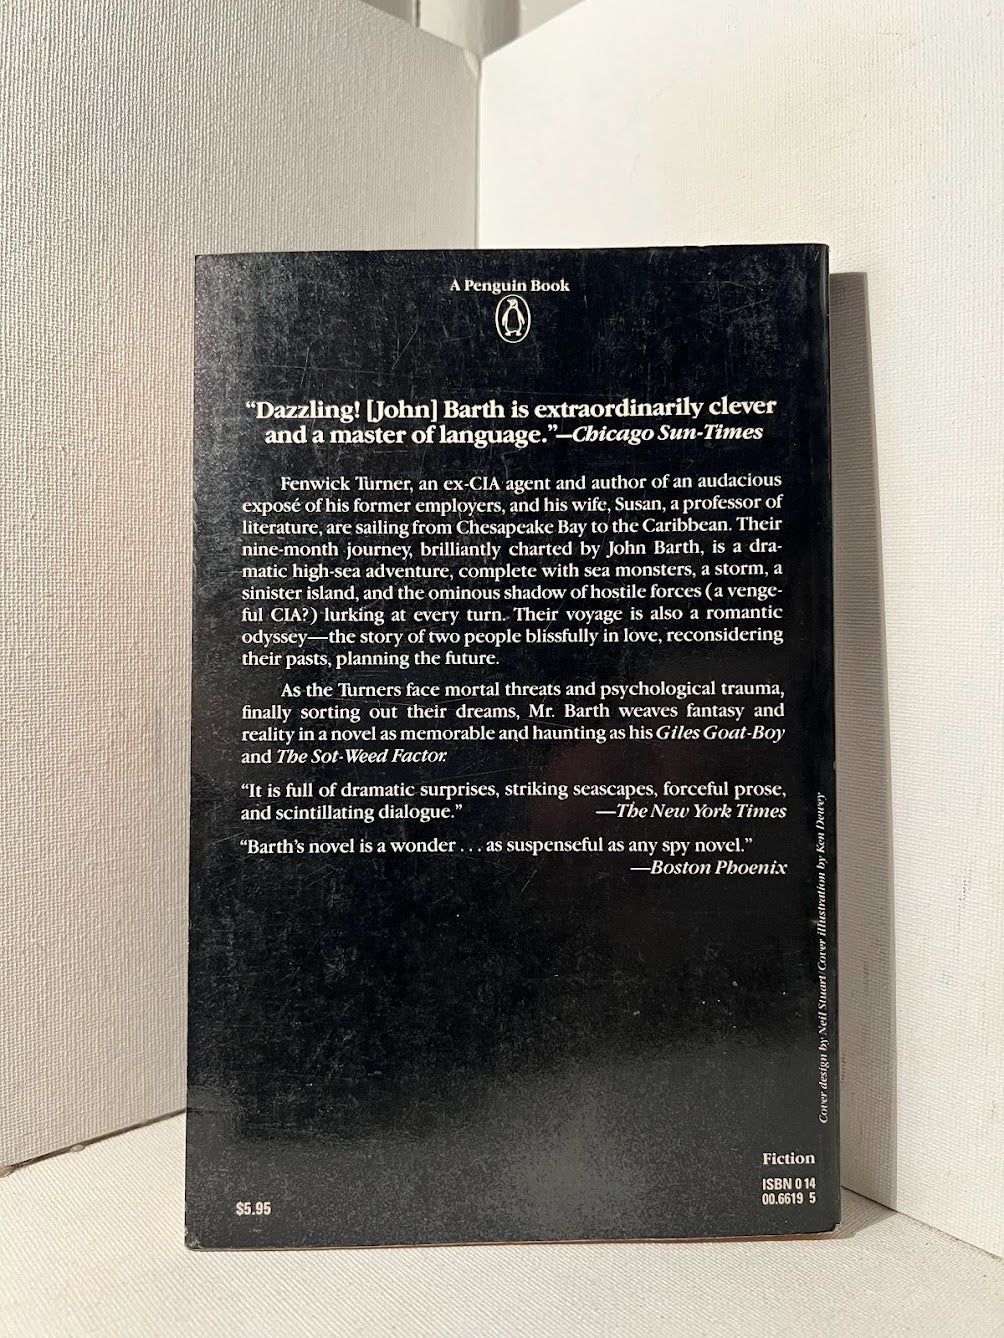 A Penguin Book
“Dazzling! [John] Barth is extraordinarily clever
and a master of language.”—Chicago Sun-Times
Fenwick Turner, an ex-CIA agent and author of an audacious
exposé of his former employers, and his wife, Susan, a professor of
literature, are sailing from Chesapeake Bay to the Caribbean. Their
nine-month journey, brilliantly charted by John Barth, is a dra-
matic high-sea adventure, complete with sea monsters, a storm, a
sinister island, and the ominous shadow of hostile forces (a venge-
ful CIA?) lurking at every turn. Their voyage is also a romantic
odyssey—the story of two people blissfully in love, reconsidering
their pasts, planning the future.
As the Turners face mortal threats and psychological trauma,
finally sorting out their dreams, Mr. Barth weaves fantasy and
reality in a novel as memorable and haunting as his Giles Goat-Boy
and The Sot-Weed Factor.
“It is full of dramatic surprises, striking seascapes, forceful prose,
and scintillating dialogue.” —The New York Times
“Barth’s novel is a wonder . . . as suspenseful as any spy novel.”
—Boston Phoenix
Cover design by Neil Stuart/Cover illustration by Ken Dewey
Fiction
ISBN 0 14
00.6619 5
$5.95